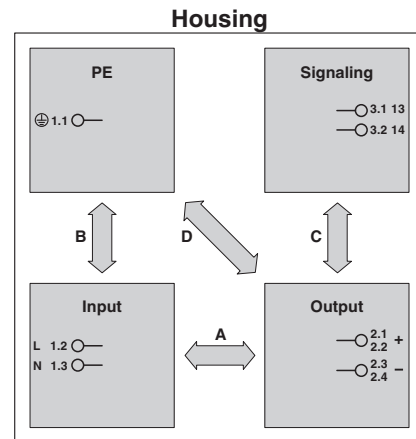 Housing
PE
1.1
Signaling
3.1 13
3.2 14
B
D
C
Input
L 1.2
N 1.3
A
Output
2.1
2.2 +
2.3
2.4 –